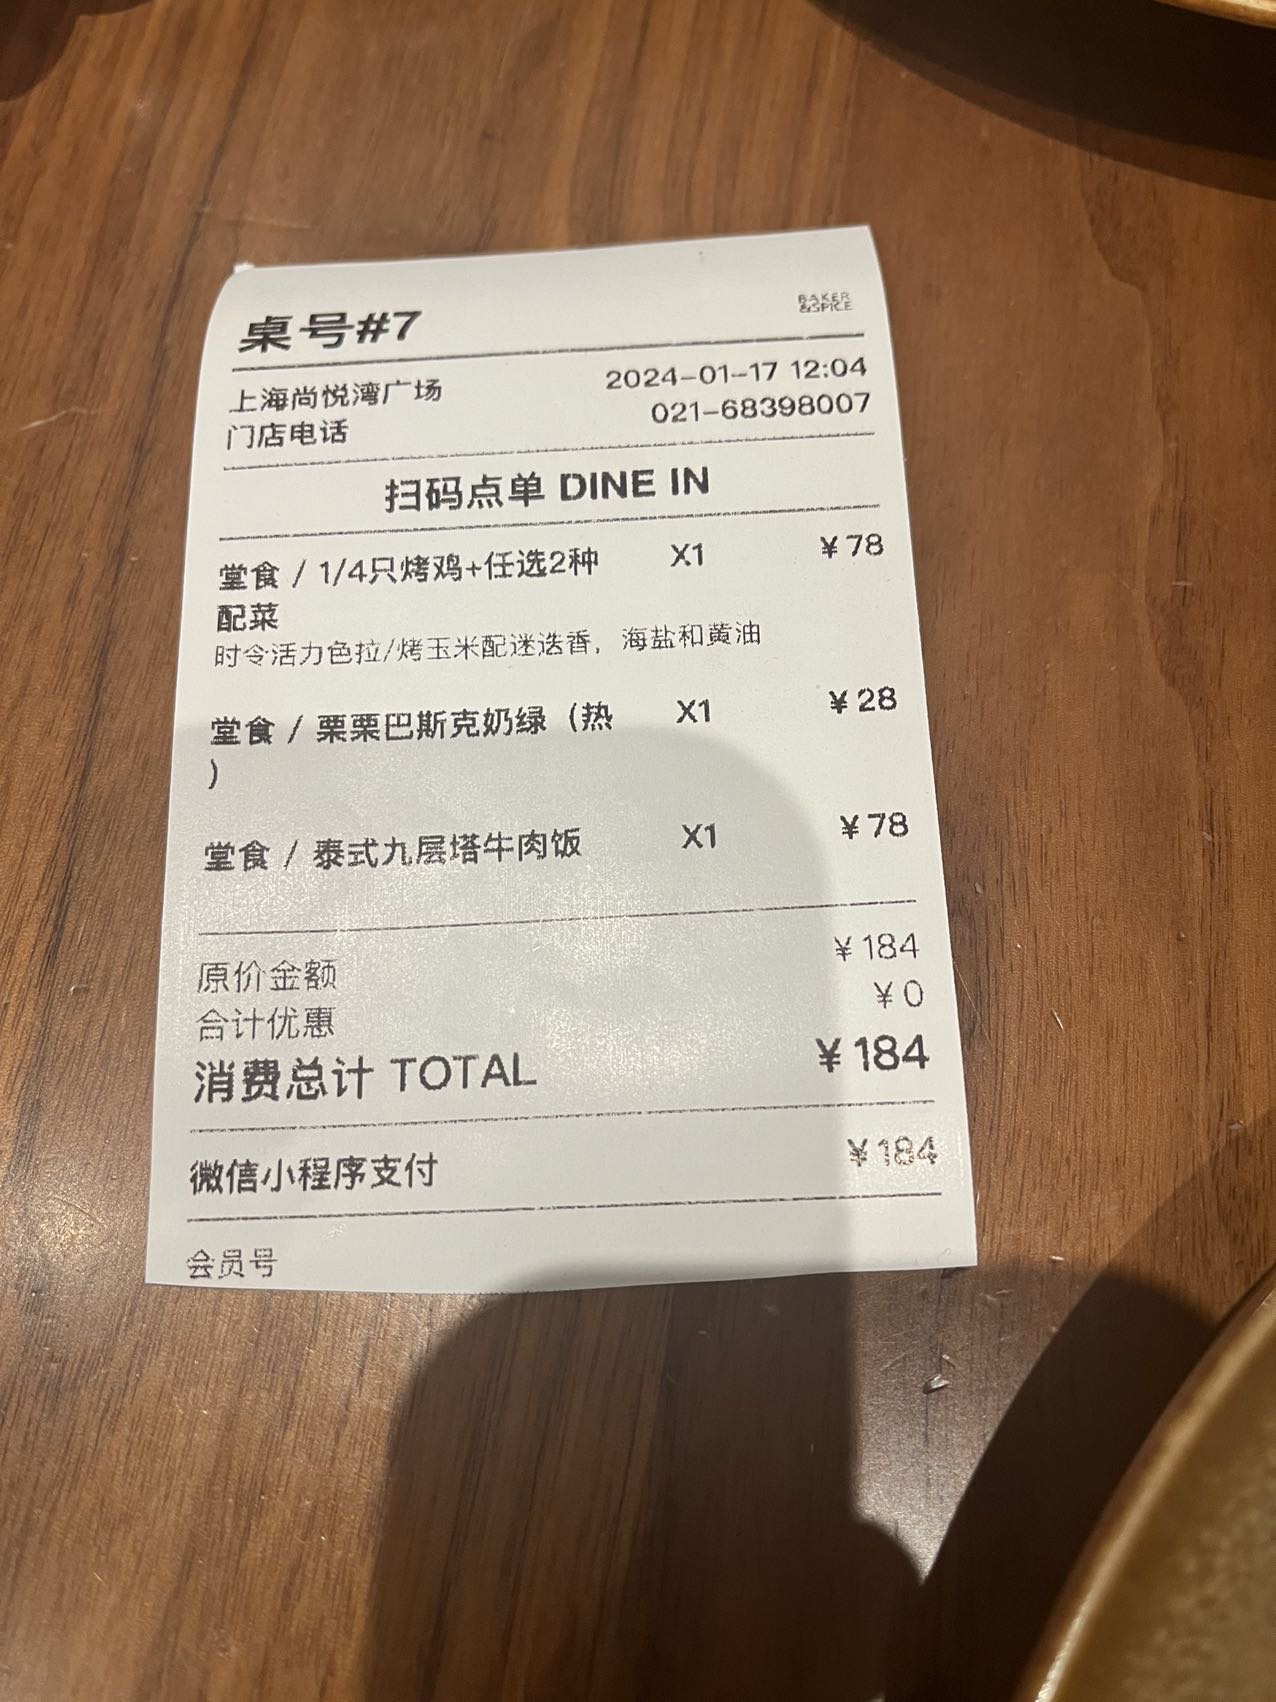 桌号#7
BAKER
&SPICE
上海尚悦湾广场 2024-01-17 12:04
门店电话 021-68398007
扫码点单 DINE IN
堂食 / 1/4只烤鸡+任选2种 X1 ¥78
配菜
时令活力色拉/烤玉米配迷迭香，海盐和黄油
堂食 / 栗栗巴斯克奶绿（热 X1 ¥28
）
堂食 / 泰式九层塔牛肉饭 X1 ¥78
原价金额 ¥184
合计优惠 ¥0
消费总计 TOTAL ¥184
微信小程序支付 ¥184
会员号